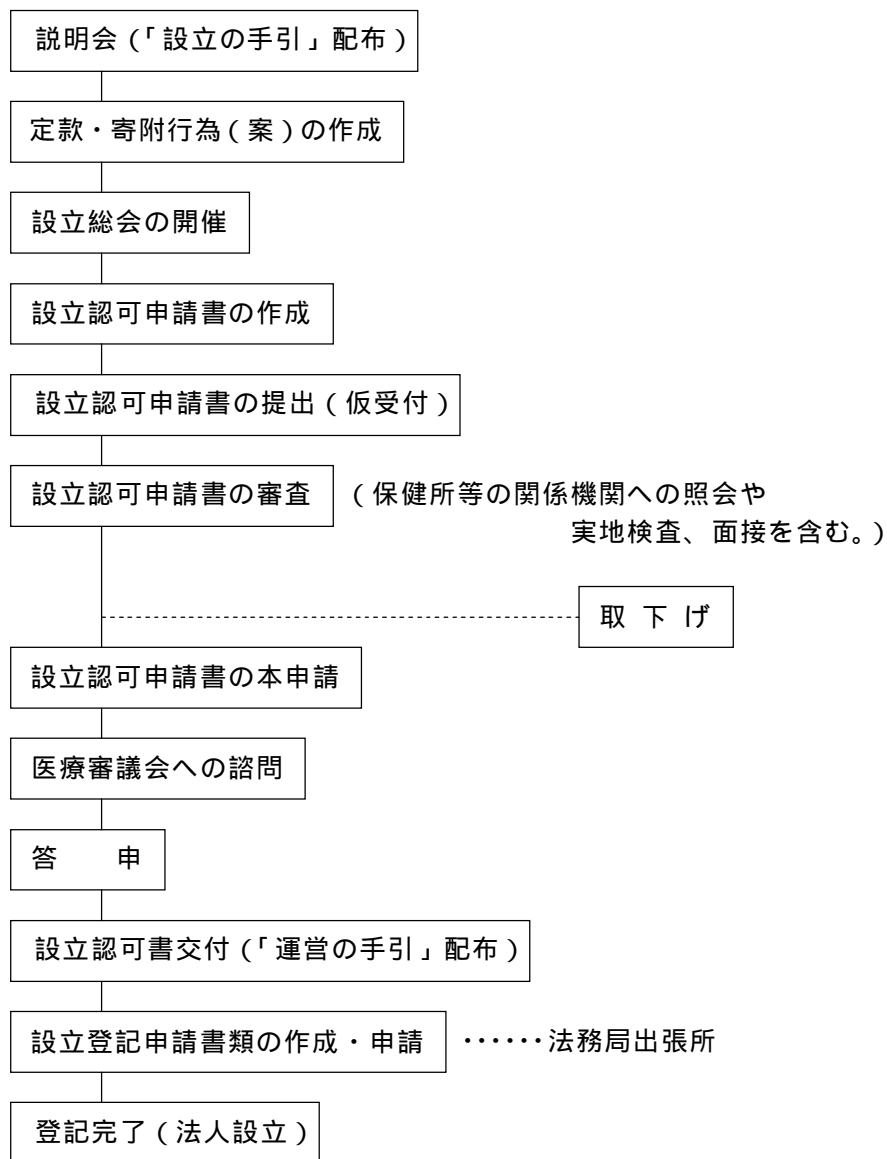 説明会(「設立の手引」配布)
定款・寄附行為(案)の作成
設立総会の開催
設立認可申請書の作成
設立認可申請書の提出(仮受付)
設立認可申請書の審査 (保健所等の関係機関への照会や
実地検査、面接を含む。)
取下げ
設立認可申請書の本申請
医療審議会への諮問
答 申
設立認可書交付(「運営の手引」配布)
設立登記申請書類の作成・申請 ……法務局出張所
登記完了(法人設立)